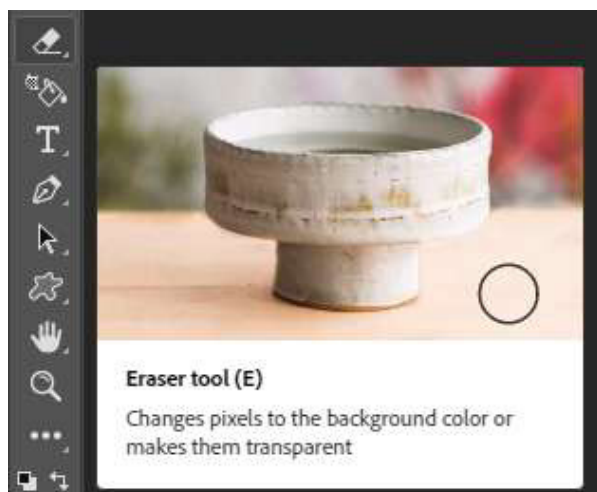 Eraser tool (E)
Changes pixels to the background color or
makes them transparent